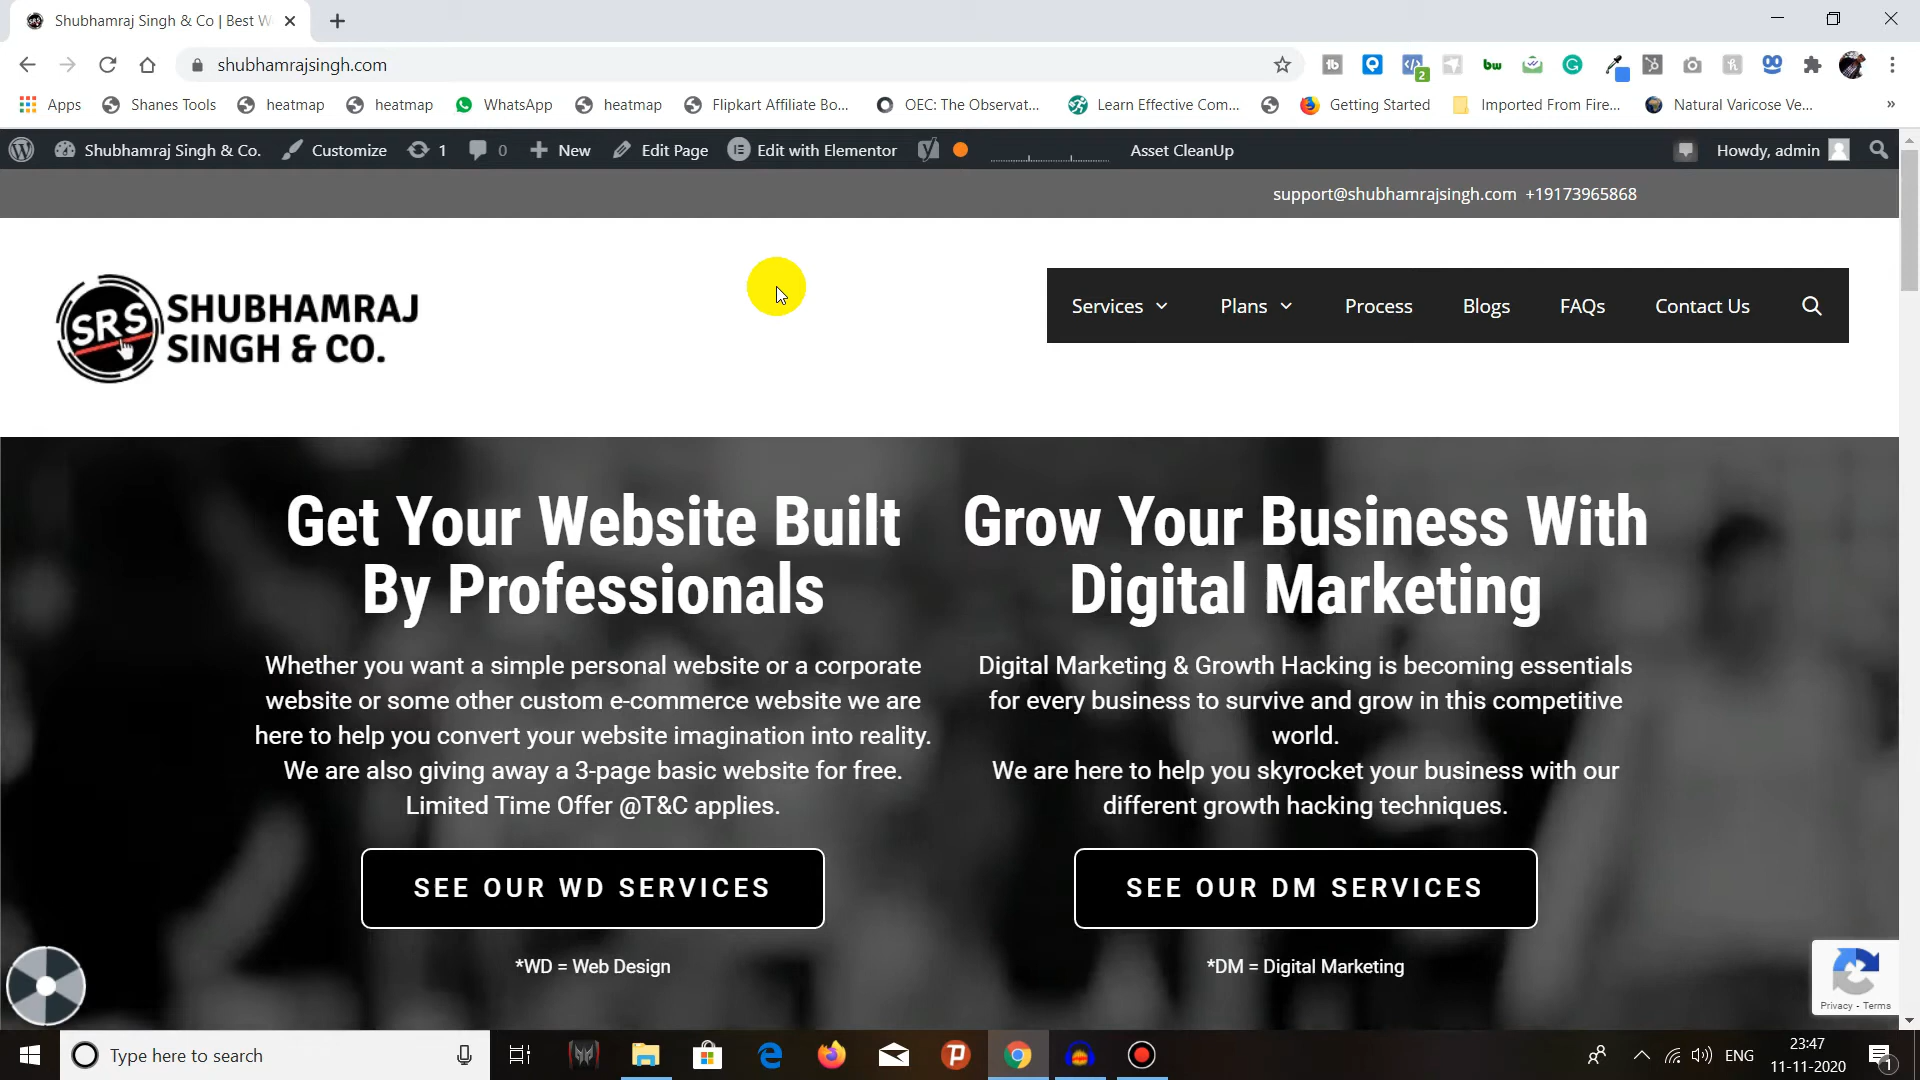 Shubhamraj Singh & Co | Best W
shubhamrajsingh.com
2
Apps Shanes Tools heatmap heatmap WhatsApp heatmap Flipkart Affiliate Bo... OEC: The Observat... Learn Effective Com... Getting Started Imported From Fire... Natural Varicose Ve... »
Shubhamraj Singh & Co. Customize 1 0 New Edit Page Edit with Elementor Asset CleanUp Howdy, admin
support@shubhamrajsingh.com +19173965868
SRS
SHUBHAMRAJ
SINGH & CO.
Services Plans Process Blogs FAQs Contact Us
Get Your Website Built
By Professionals
Whether you want a simple personal website or a corporate
website or some other custom e-commerce website we are
here to help you convert your website imagination into reality.
We are also giving away a 3-page basic website for free.
Limited Time Offer @T&C applies.
SEE OUR WD SERVICES
*WD = Web Design
Grow Your Business With
Digital Marketing
Digital Marketing & Growth Hacking is becoming essentials
for every business to survive and grow in this competitive
world.
We are here to help you skyrocket your business with our
different growth hacking techniques.
SEE OUR DM SERVICES
*DM = Digital Marketing
Privacy - Terms
Type here to search
ENG
23:47
11-11-2020
1